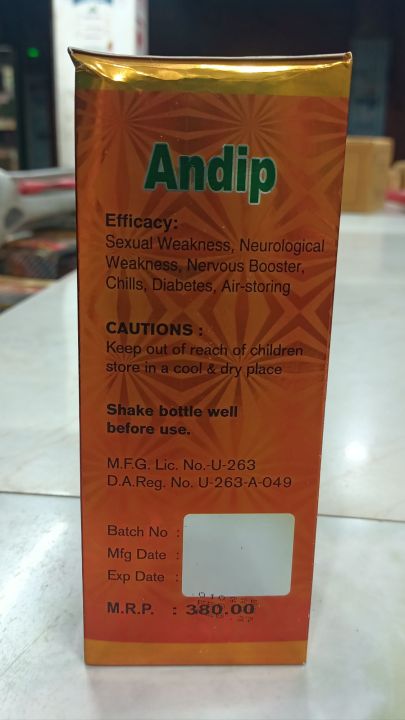 Andip
Efficacy:
Sexual Weakness, Neurological
Weakness, Nervous Booster,
Chills, Diabetes, Air-storing
CAUTIONS :
Keep out of reach of children
store in a cool & dry place
Shake bottle well
before use.
M.F.G. Lic. No.-U-263
D.A.Reg. No. U-263-A-049
Batch No :
Mfg Date :
Exp Date :
M.R.P. : 380.00